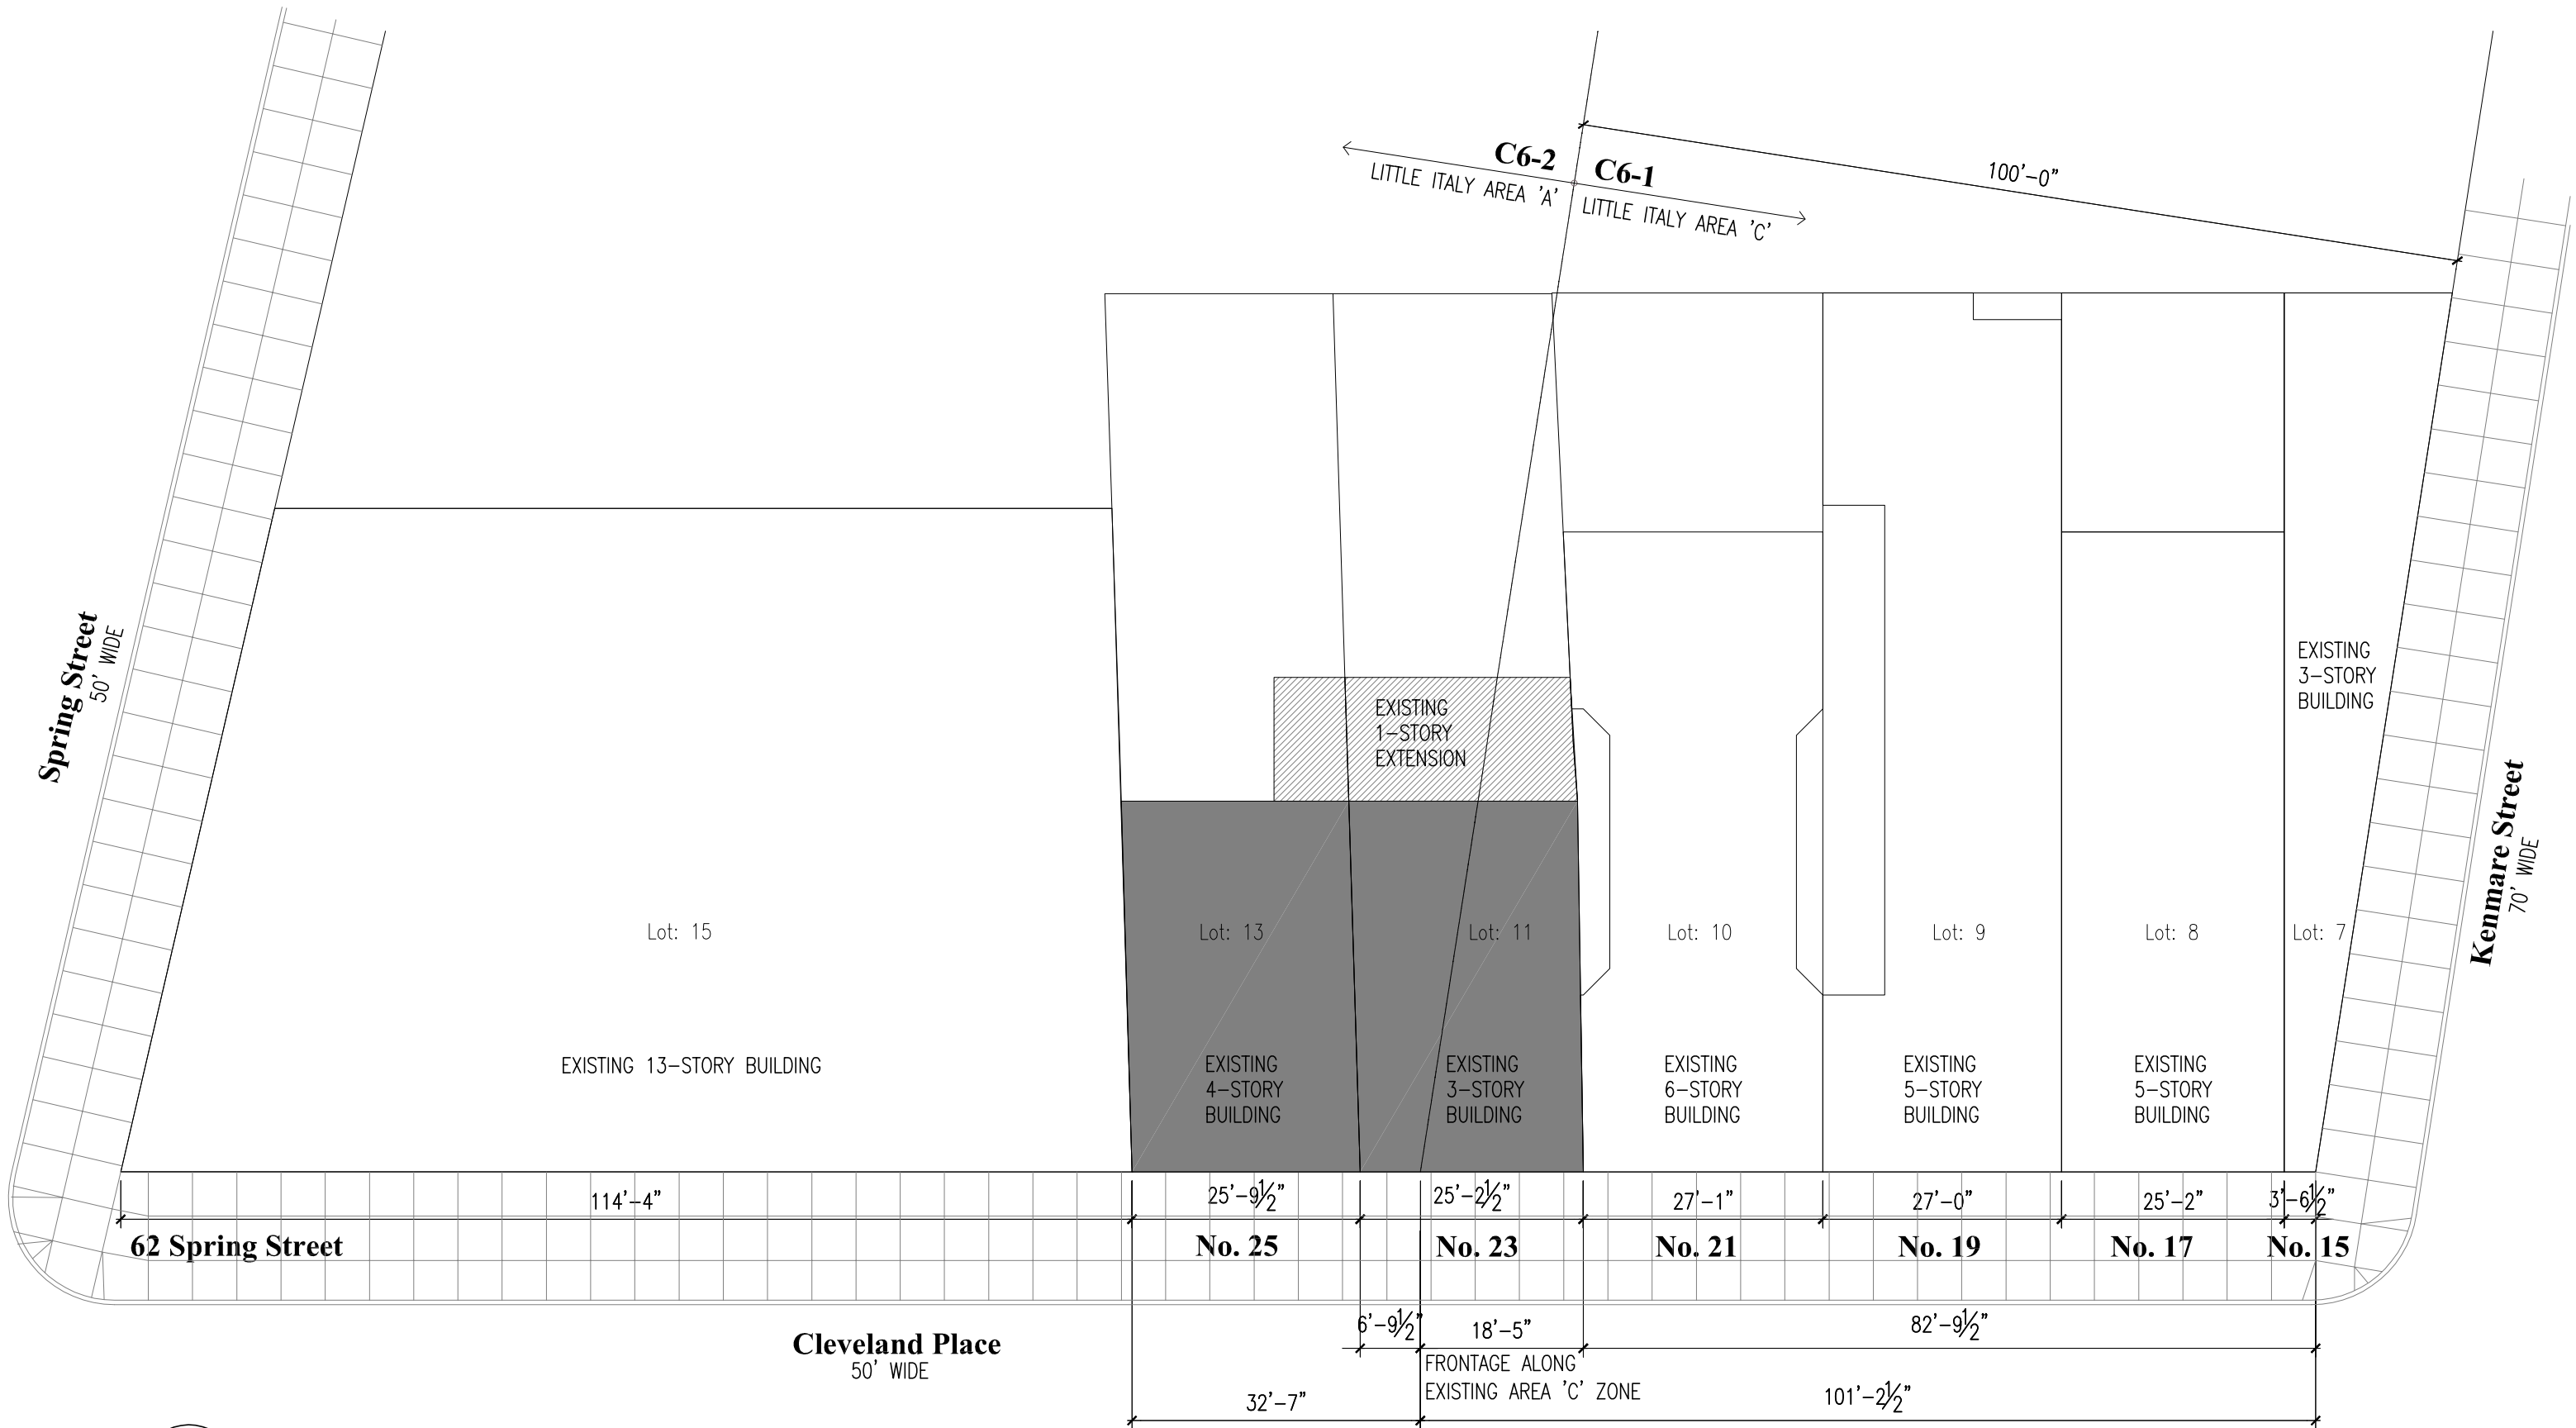 C6-2
C6-1
LITTLE ITALY AREA 'A'
LITTLE ITALY AREA 'C'
100'-0"
Spring Street
50' WIDE
EXISTING
1-STORY
EXTENSION
EXISTING
3-STORY
BUILDING
Kenmare Street
70' WIDE
Lot: 15
Lot: 13
Lot: 11
Lot: 10
Lot: 9
Lot: 8
Lot: 7
EXISTING 13-STORY BUILDING
EXISTING
4-STORY
BUILDING
EXISTING
3-STORY
BUILDING
EXISTING
6-STORY
BUILDING
EXISTING
5-STORY
BUILDING
EXISTING
5-STORY
BUILDING
114'-4"
25'-9½"
25'-2½"
27'-1"
27'-0"
25'-2"
3'-6½"
62 Spring Street
No. 25
No. 23
No. 21
No. 19
No. 17
No. 15
Cleveland Place
50' WIDE
6'-9½"
18'-5"
82'-9½"
FRONTAGE ALONG
EXISTING AREA 'C' ZONE
32'-7"
101'-2½"